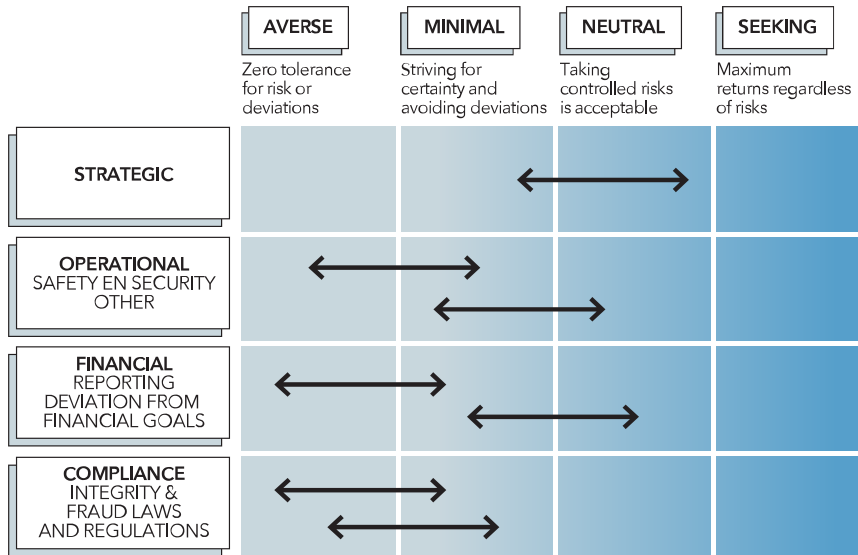 AVERSE
MINIMAL
NEUTRAL
SEEKING
Zero tolerance
for risk or
deviations
Striving for
certainty and
avoiding deviations
Taking
controlled risks
is acceptable
Maximum
returns regardless
of risks
STRATEGIC
OPERATIONAL
SAFETY EN SECURITY
OTHER
FINANCIAL
REPORTING
DEVIATION FROM
FINANCIAL GOALS
COMPLIANCE
INTEGRITY &
FRAUD LAWS
AND REGULATIONS